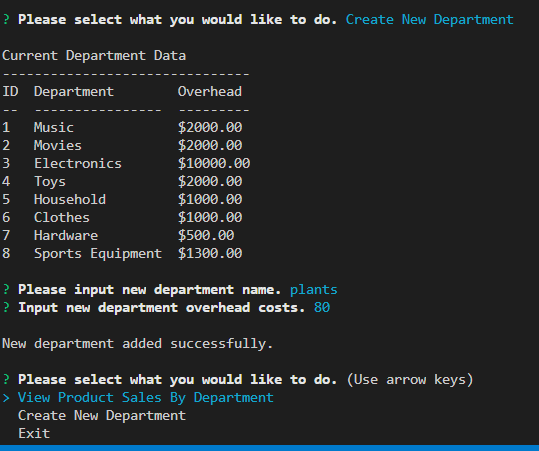 ? Please select what you would like to do. Create New Department
Current Department Data
-------------------------------
ID  Department        Overhead
--  ----------------  ---------
1   Music             $2000.00
2   Movies            $2000.00
3   Electronics       $10000.00
4   Toys              $2000.00
5   Household         $1000.00
6   Clothes           $1000.00
7   Hardware          $500.00
8   Sports Equipment  $1300.00
? Please input new department name. plants
? Input new department overhead costs. 80
New department added successfully.
? Please select what you would like to do. (Use arrow keys)
> View Product Sales By Department
  Create New Department
  Exit